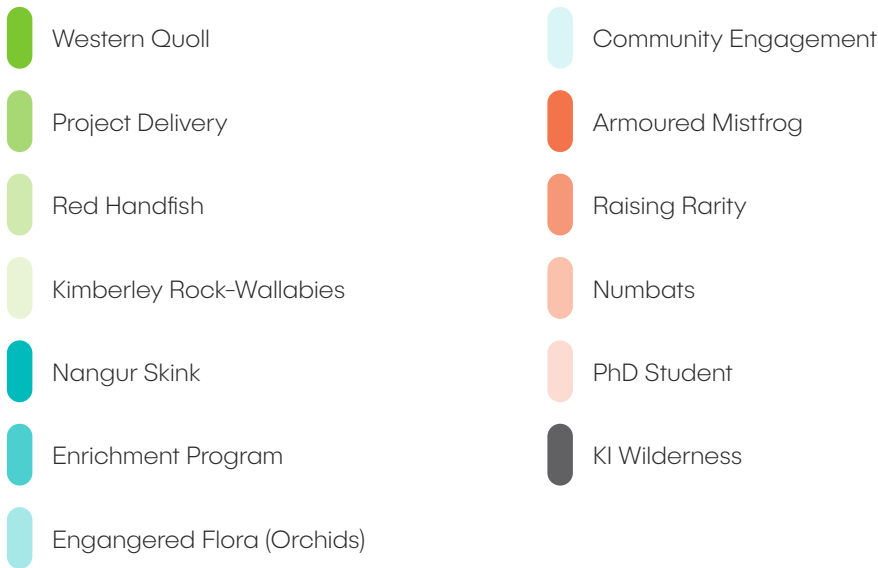 Western Quoll
Project Delivery
Red Handfish
Kimberley Rock-Wallabies
Nangur Skink
Enrichment Program
Engangered Flora (Orchids)
Community Engagement
Armoured Mistfrog
Raising Rarity
Numbats
PhD Student
KI Wilderness